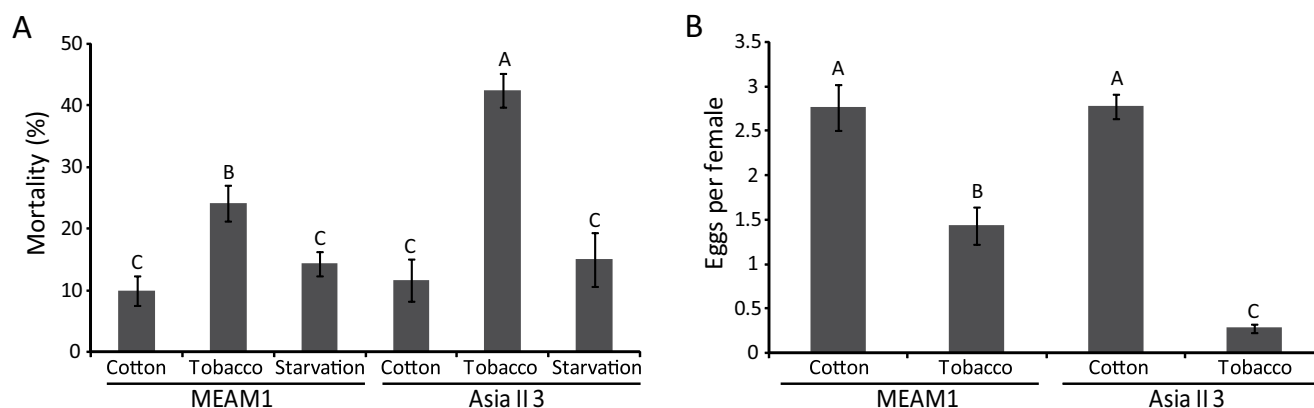 A
Mortality (%)
50
40
30
20
10
0
C
B
C
C
A
C
Cotton Tobacco Starvation Cotton Tobacco Starvation
MEAM1 Asia II 3
B
Eggs per female
3.5
3
2.5
2
1.5
1
0.5
0
A
B
A
C
Cotton Tobacco Cotton Tobacco
MEAM1 Asia II 3